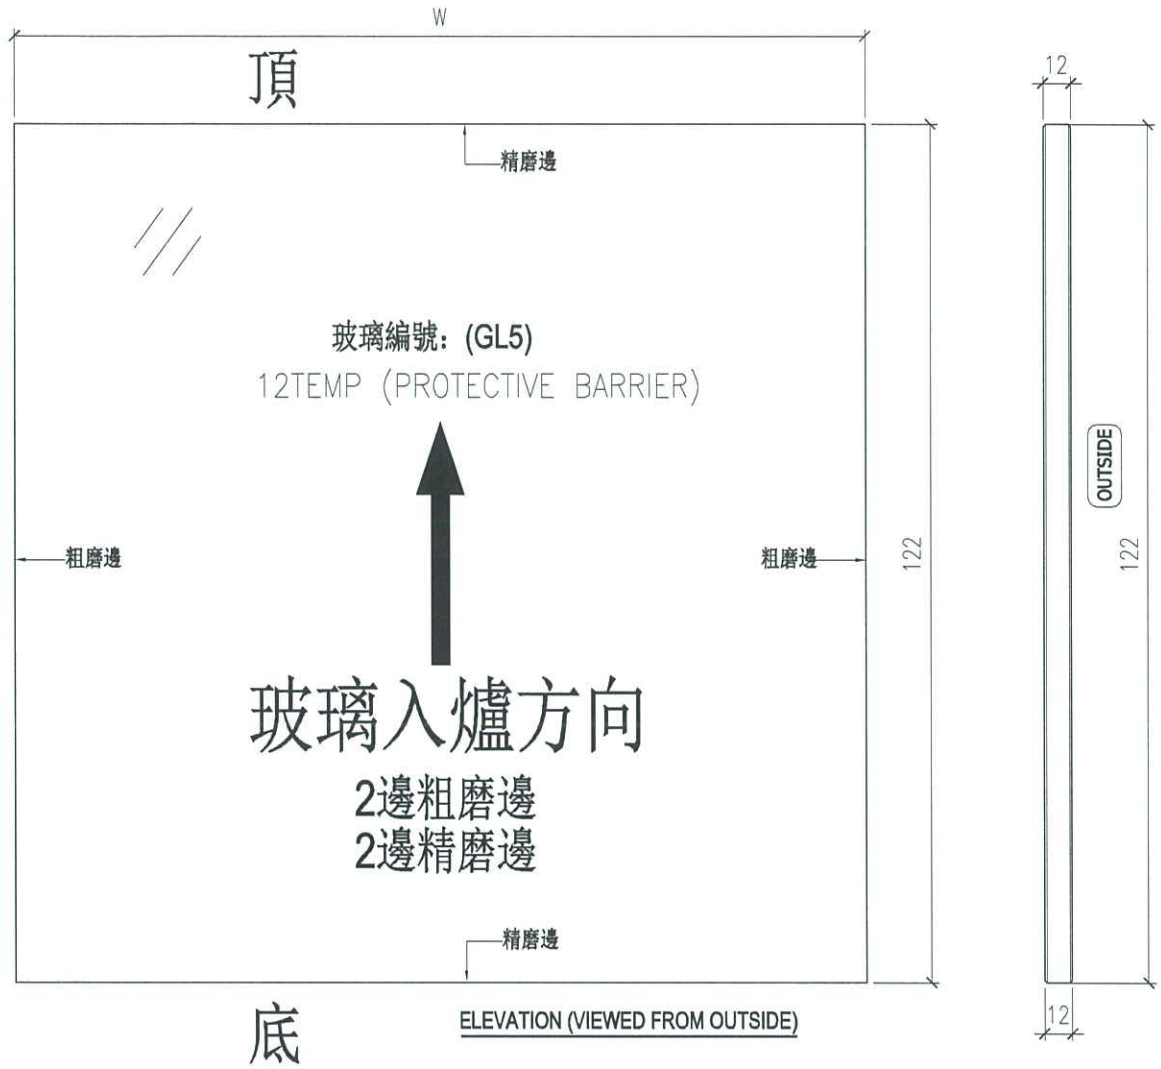 W
頂
12
精磨邊
玻璃編號：(GL5)
12TEMP (PROTECTIVE BARRIER)
OUTSIDE
粗磨邊
粗磨邊
122
122
玻璃入爐方向
2邊粗磨邊
2邊精磨邊
精磨邊
底
ELEVATION (VIEWED FROM OUTSIDE)
12